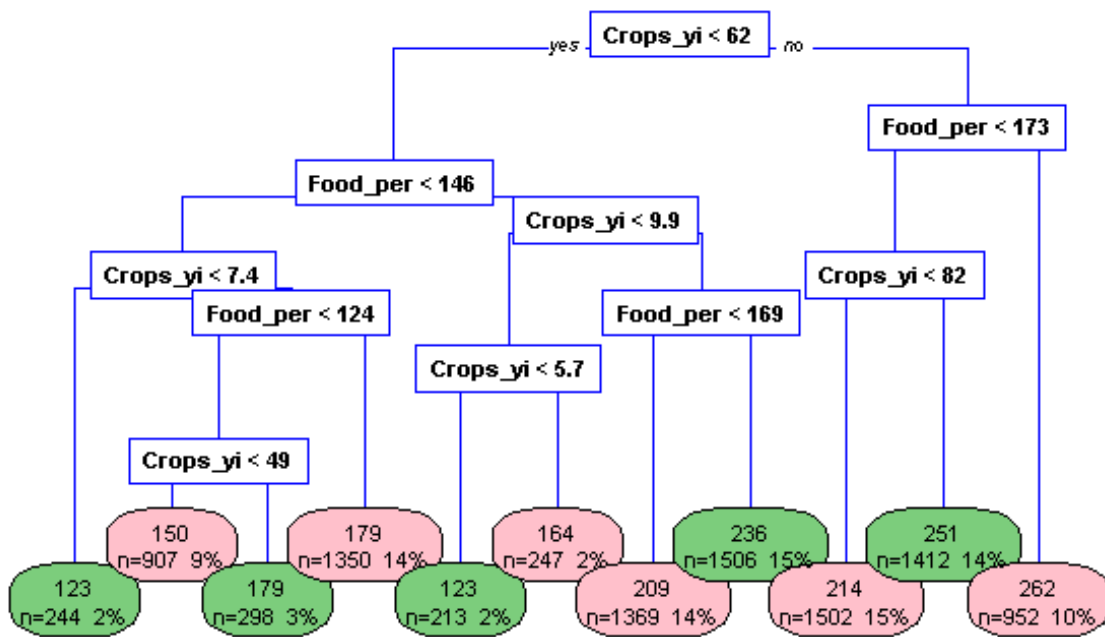 Crops_yi < 62
yes
no
Food_per < 173
Food_per < 146
Crops_yi < 9.9
Crops_yi < 7.4
Crops_yi < 82
Food_per < 124
Food_per < 169
Crops_yi < 5.7
Crops_yi < 49
150
n=907 9%
179
n=1350 14%
164
n=247 2%
236
n=1506 15%
251
n=1412 14%
123
n=244 2%
179
n=298 3%
123
n=213 2%
209
n=1369 14%
214
n=1502 15%
262
n=952 10%